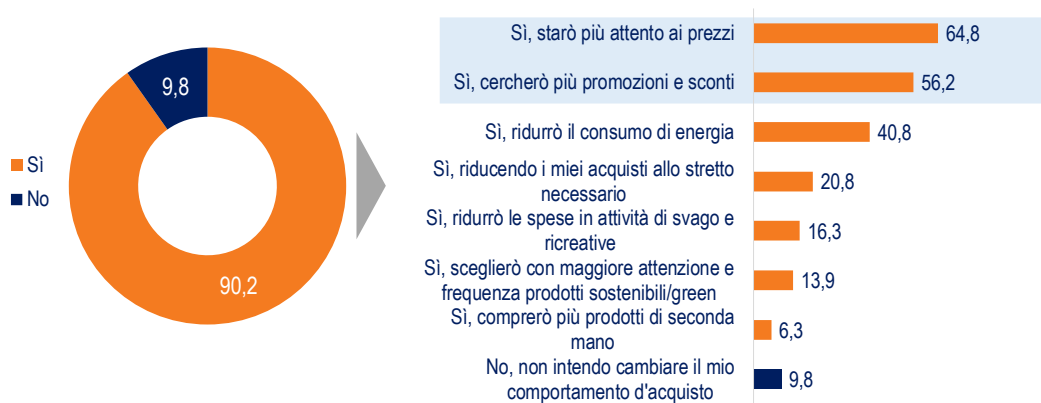 Sì
No
9,8
90,2
Sì, starò più attento ai prezzi
64,8
Sì, cercherò più promozioni e sconti
56,2
Sì, ridurrò il consumo di energia
40,8
Sì, riducendo i miei acquisti allo stretto
necessario
20,8
Sì, ridurrò le spese in attività di svago e
ricreative
16,3
Sì, sceglierò con maggiore attenzione e
frequenza prodotti sostenibili/green
13,9
Sì, comprerò più prodotti di seconda
mano
6,3
No, non intendo cambiare il mio
comportamento d'acquisto
9,8